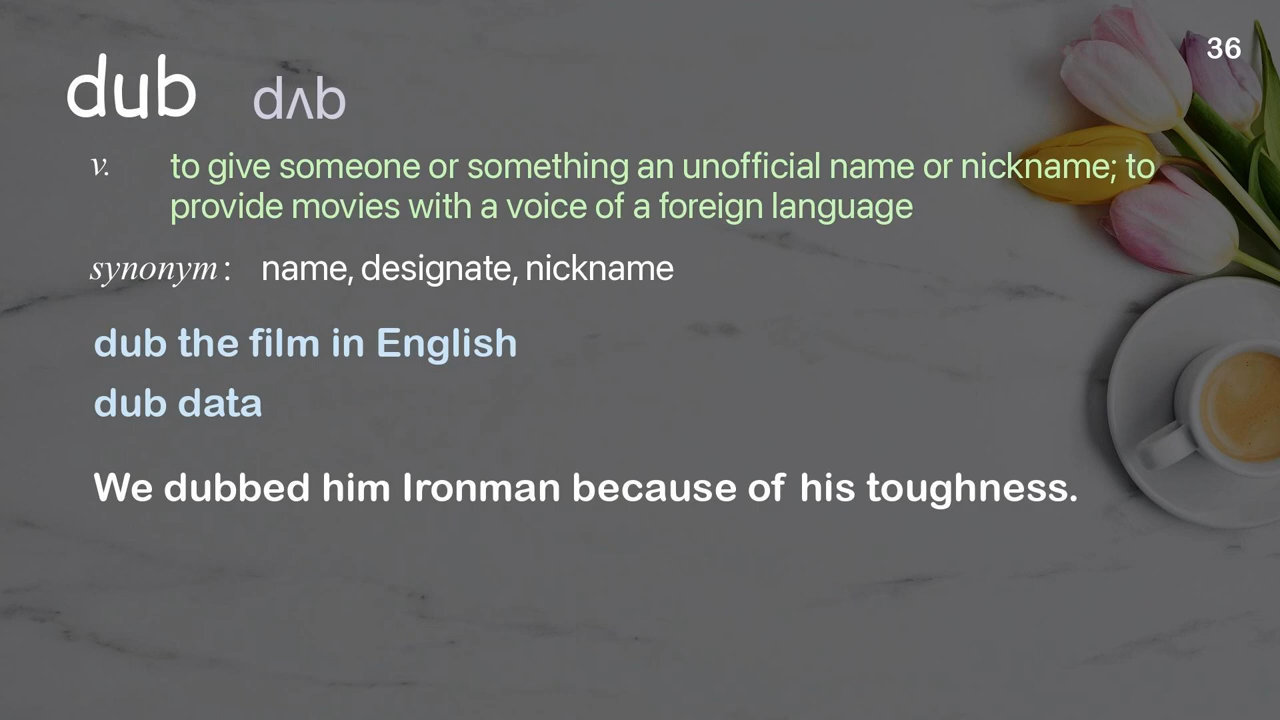 36
dub dʌb
v. to give someone or something an unofficial name or nickname; to
provide movies with a voice of a foreign language
synonym: name, designate, nickname
dub the film in English
dub data
We dubbed him Ironman because of his toughness.